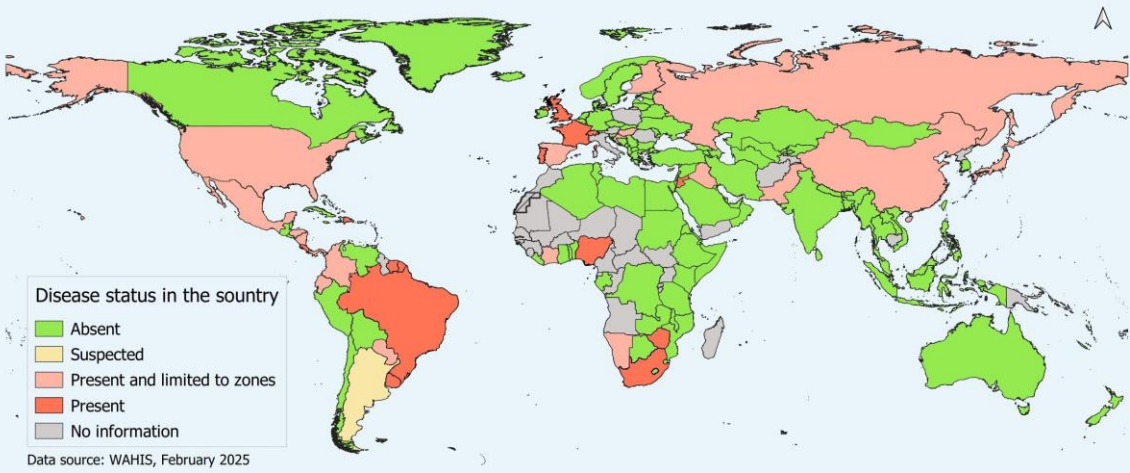 Disease status in the sountry
Absent
Suspected
Present and limited to zones
Present
No information
Data source: WAHIS, February 2025